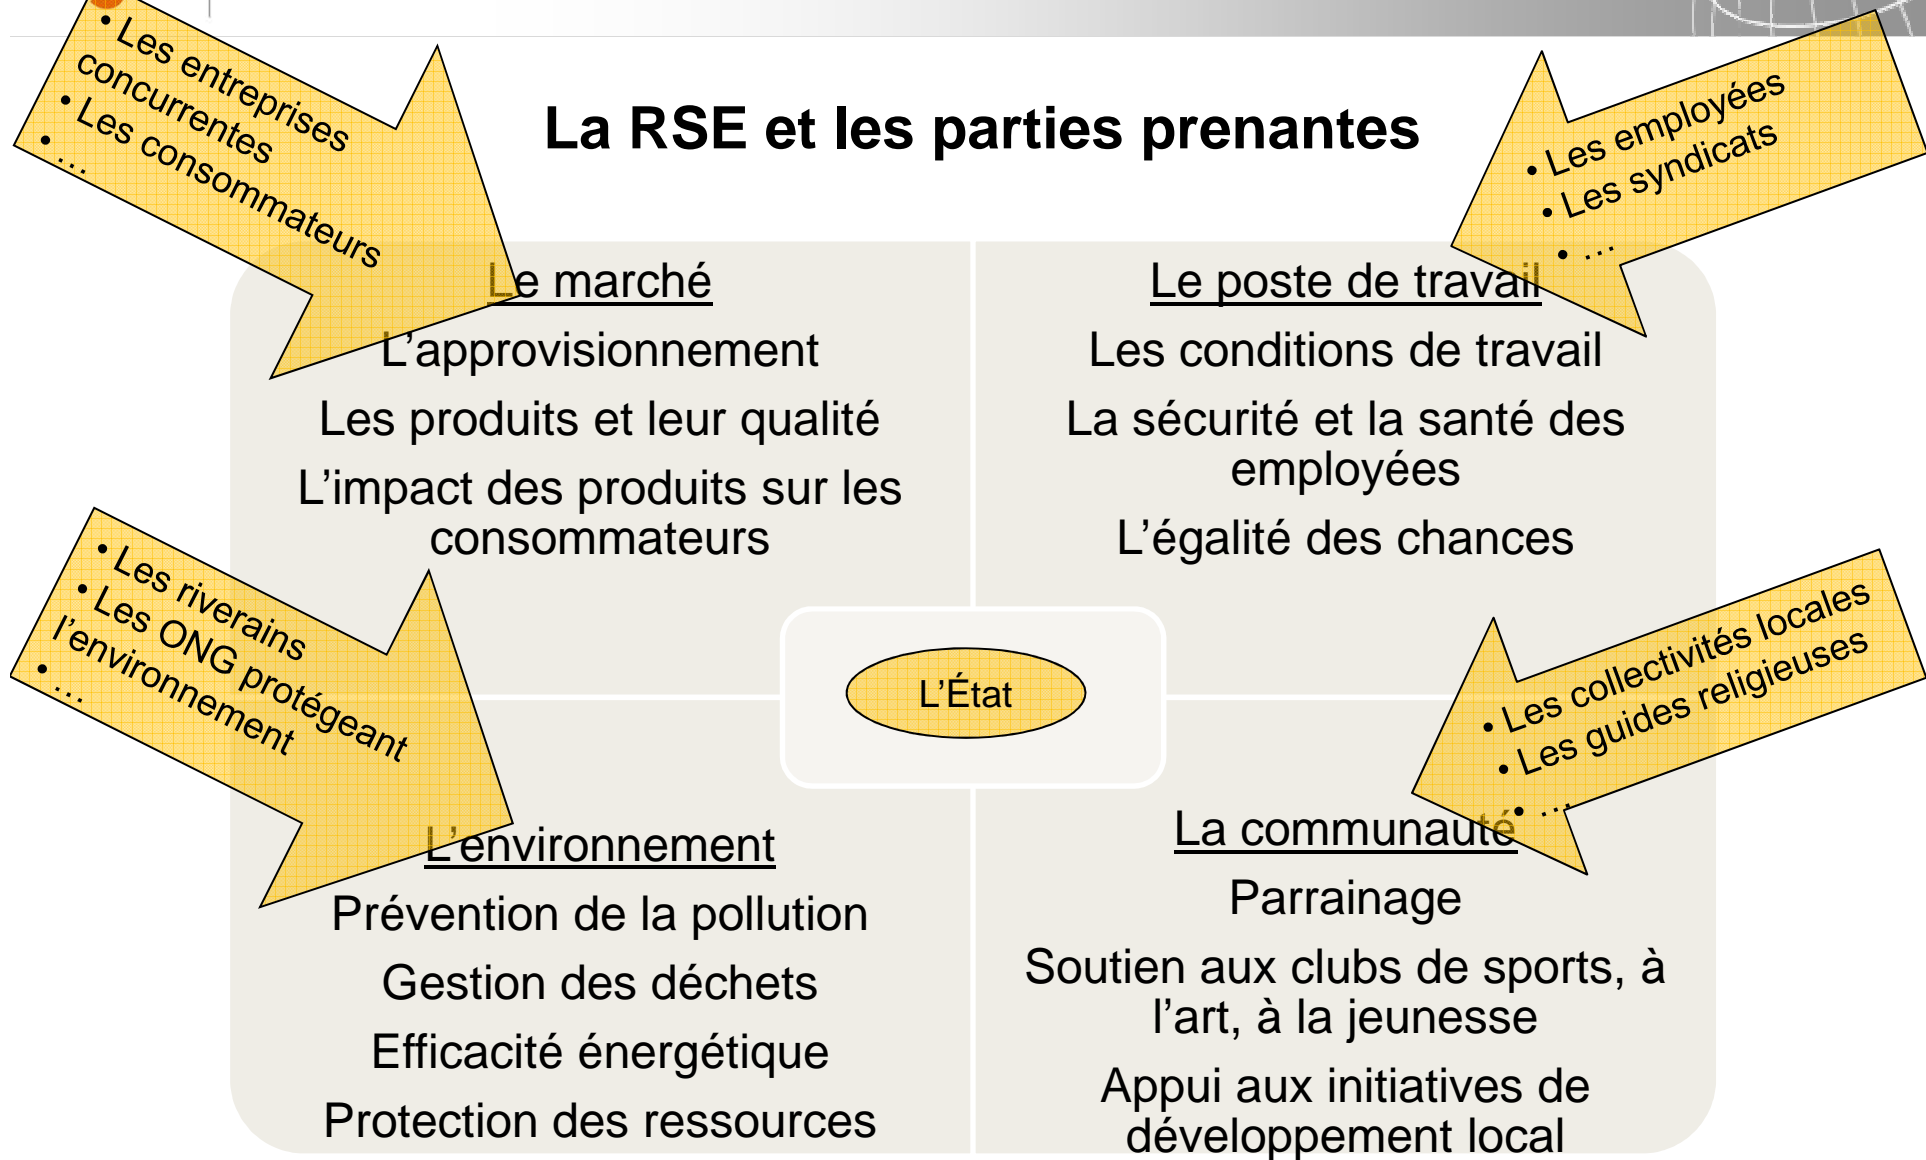 La RSE et les parties prenantes
• Les entreprises
concurrentes
• Les consommateurs
• …
• Les employées
• Les syndicats
• …
Le marché
L’approvisionnement
Les produits et leur qualité
L’impact des produits sur les
consommateurs
Le poste de travail
Les conditions de travail
La sécurité et la santé des
employées
L’égalité des chances
L’État
• Les riverains
• Les ONG protégeant
l’environnement
• …
• Les collectivités locales
• Les guides religieuses
• …
L’environnement
Prévention de la pollution
Gestion des déchets
Efficacité énergétique
Protection des ressources
La communauté
Parrainage
Soutien aux clubs de sports, à
l’art, à la jeunesse
Appui aux initiatives de
développement local